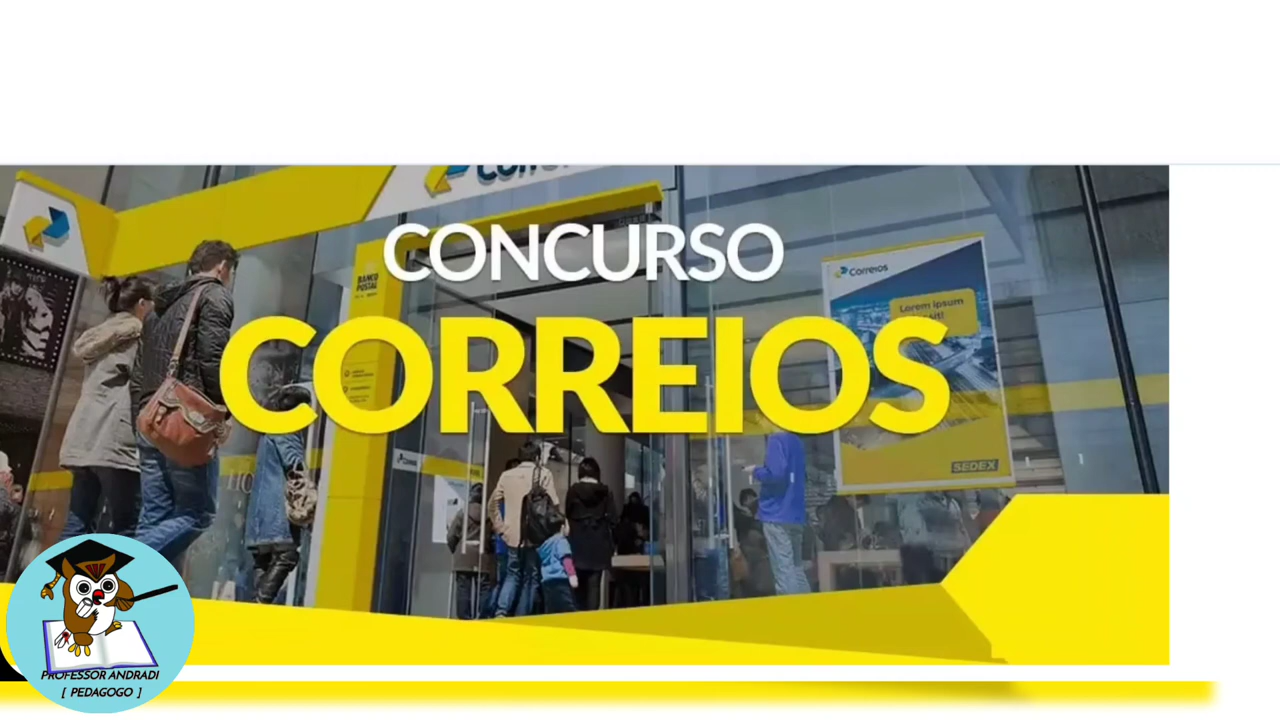 CONCURSO
CORREIOS
BANCO
POSTAL
Correios
Lorem ipsum
SEDEX
PROFESSOR ANDRADI
[ PEDAGOGO ]